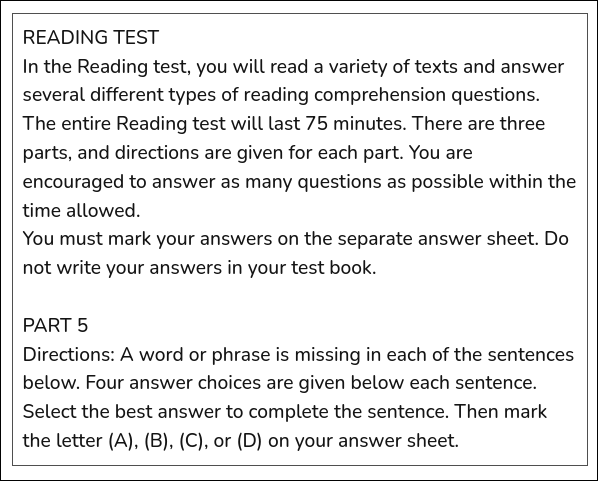 READING TEST
In the Reading test, you will read a variety of texts and answer
several different types of reading comprehension questions.
The entire Reading test will last 75 minutes. There are three
parts, and directions are given for each part. You are
encouraged to answer as many questions as possible within the
time allowed.
You must mark your answers on the separate answer sheet. Do
not write your answers in your test book.
PART 5
Directions: A word or phrase is missing in each of the sentences
below. Four answer choices are given below each sentence.
Select the best answer to complete the sentence. Then mark
the letter (A), (B), (C), or (D) on your answer sheet.